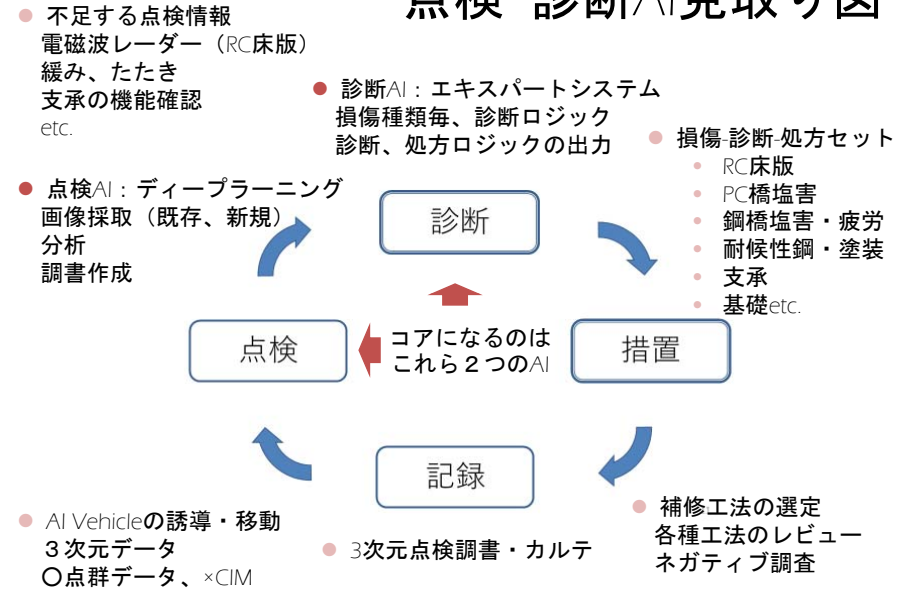 点検 診断AI見取り図
不足する点検情報
電磁波レーダー（RC床版）
緩み、たたき
支承の機能確認
etc.
診断AI：エキスパートシステム
損傷種類毎、診断ロジック
診断、処方ロジックの出力
損傷-診断-処方セット
RC床版
PC橋塩害
鋼橋塩害・疲労
耐候性鋼・塗装
支承
基礎etc.
点検AI：ディープラーニング
画像採取（既存、新規）
分析
調書作成
診断
点検
コアになるのは
これら２つのAI
措置
記録
AI Vehicleの誘導・移動
３次元データ
〇点群データ、×CIM
3次元点検調書・カルテ
補修工法の選定
各種工法のレビュー
ネガティブ調査